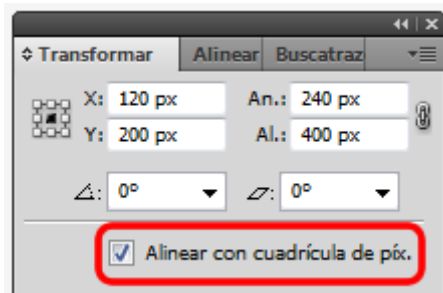 Transformar Alinear Buscatraz
X: 120 px An.: 240 px
Y: 200 px Al.: 400 px
0° 0°
Alinear con cuadrícula de píx.